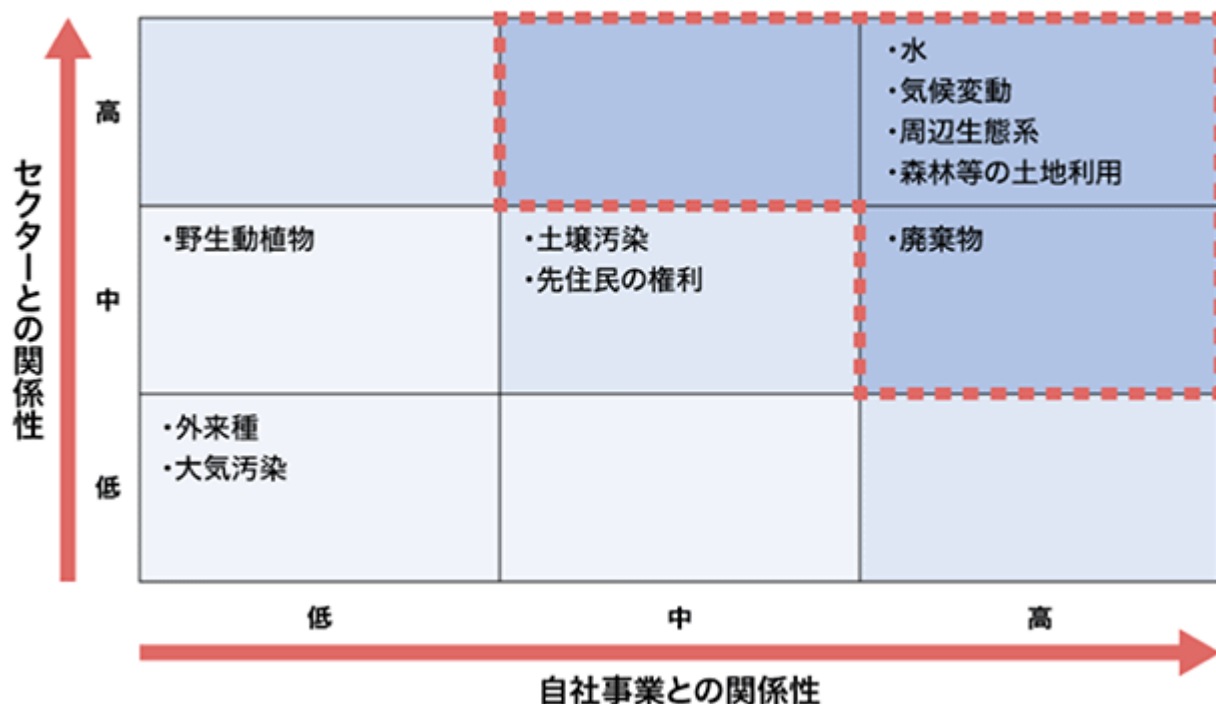 セクターとの関係性
高
・水
・気候変動
・周辺生態系
・森林等の土地利用
中
・野生動植物
・土壌汚染
・先住民の権利
・廃棄物
低
・外来種
・大気汚染
低
中
高
自社事業との関係性